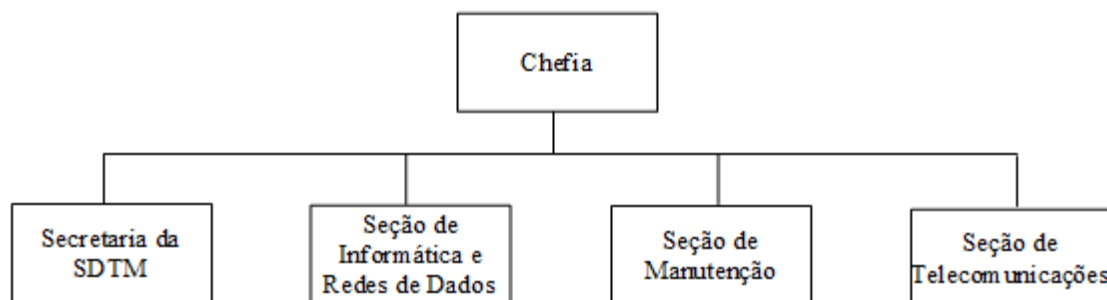 Chefia
Secretaria da
SDTM
Seção de
Informática e
Redes de Dados
Seção de
Manutenção
Seção de
Telecomunicações